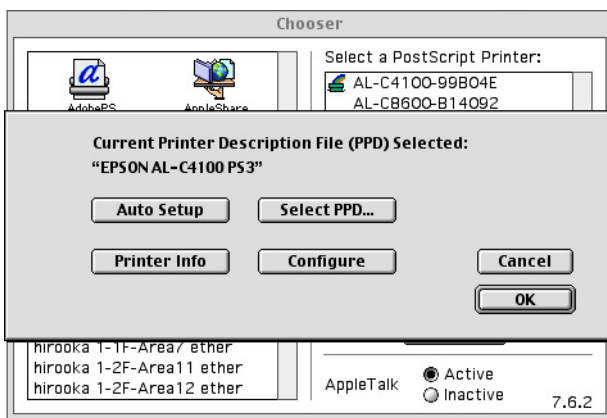 Chooser
Select a PostScript Printer:
AL-C4100-99B04E
AL-C8600-B14092
AdobePS
AppleShare
Current Printer Description File (PPD) Selected:
“EPSON AL-C4100 PS3”
Auto Setup
Select PPD...
Printer Info
Configure
Cancel
OK
hirooka 1-1F-Area7 ether
hirooka 1-2F-Area11 ether
hirooka 1-2F-Area12 ether
AppleTalk
Active
Inactive
7.6.2